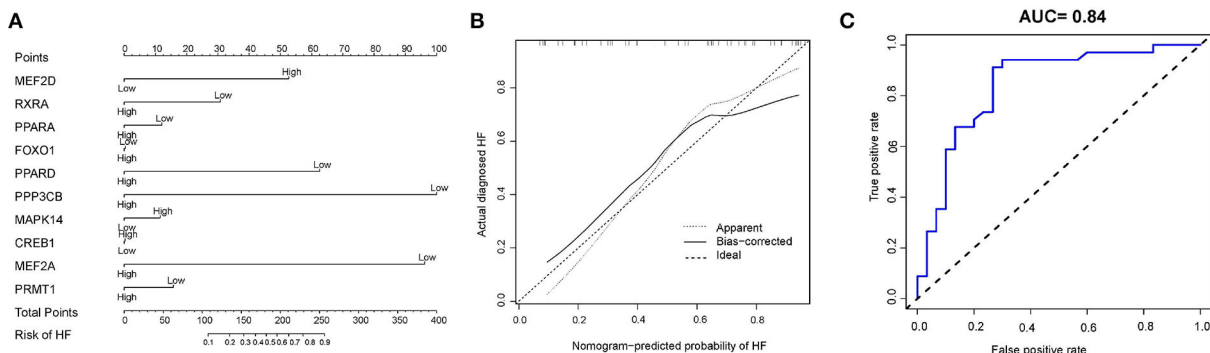 A
Points
0 10 20 30 40 50 60 70 80 90 100
MEF2D
High
Low
RXRA
Low
High
PPARA
Low
High
FOXO1
Low
High
PPARD
Low
High
PPP3CB
Low
High
MAPK14
High
Low
CREB1
High
Low
MEF2A
Low
High
PRMT1
Low
High
Total Points
0 50 100 150 200 250 300 350 400
Risk of HF
0.1 0.2 0.3 0.4 0.5 0.6 0.7 0.8 0.9
B
Actual diagnosed HF
0.8
0.6
0.4
0.2
0.0
Apparent
Bias-corrected
Ideal
0.0 0.2 0.4 0.6 0.8 1.0
Nomogram-predicted probability of HF
C
AUC= 0.84
True positive rate
1.0
0.8
0.6
0.4
0.2
0.0
0.0 0.2 0.4 0.6 0.8 1.0
False positive rate